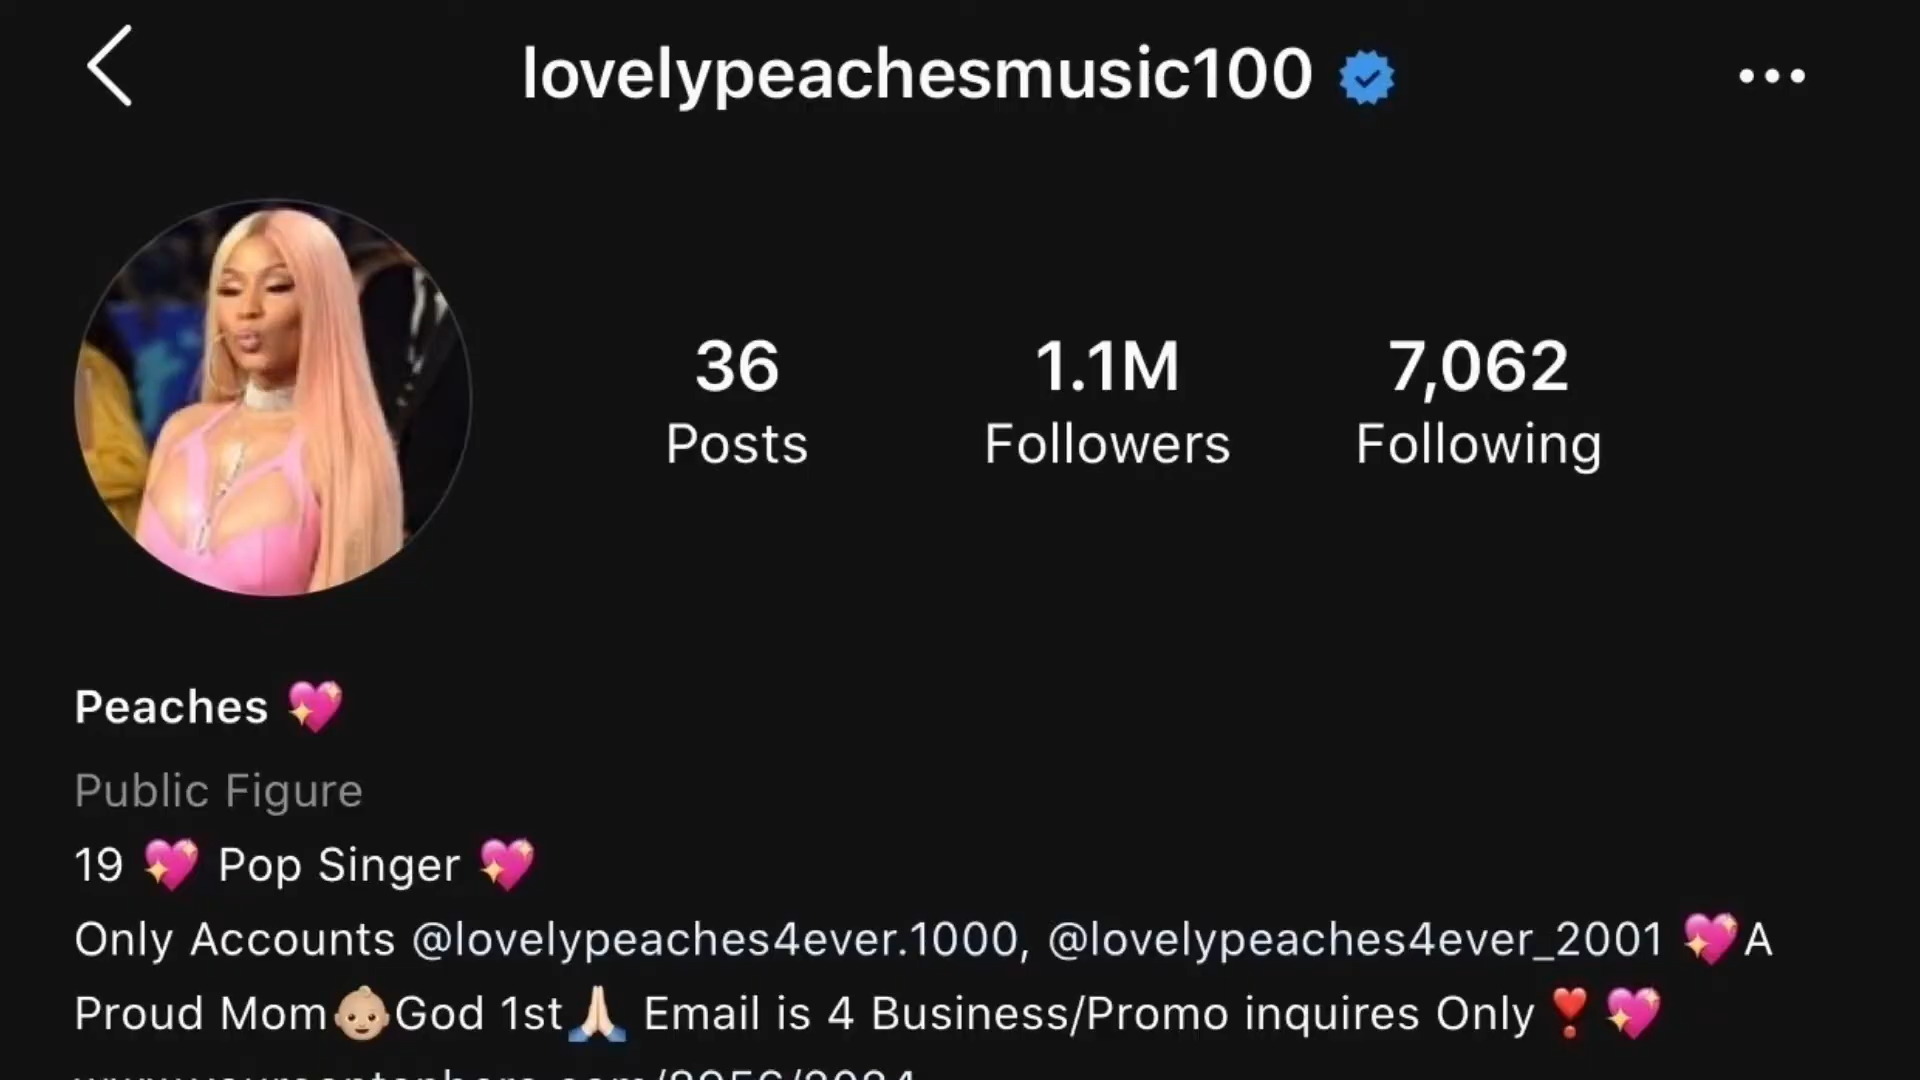 lovelypeachesmusic100
36
1.1M
7,062
Posts
Followers
Following
Peaches 💖
Public Figure
19 💖 Pop Singer 💖
Only Accounts @lovelypeaches4ever.1000, @lovelypeaches4ever_2001 💖A
Proud Mom👶🏼God 1st🙏🏻 Email is 4 Business/Promo inquires Only❣️💖